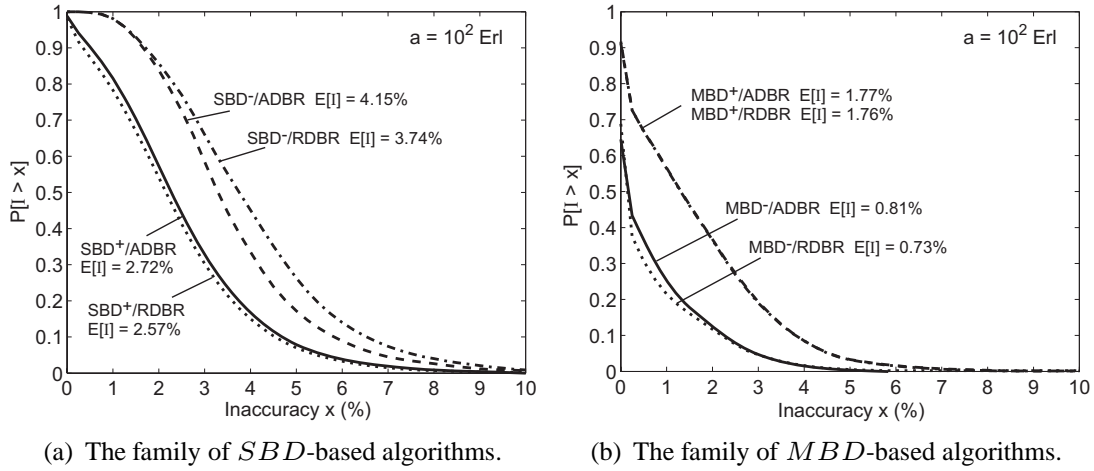 a = 10² Erl
P[I > x]
1
0.9
0.8
0.7
0.6
0.5
0.4
0.3
0.2
0.1
0
SBD⁻/ADBR E[I] = 4.15%
SBD⁻/RDBR E[I] = 3.74%
SBD⁺/ADBR
E[I] = 2.72%
SBD⁺/RDBR
E[I] = 2.57%
0 1 2 3 4 5 6 7 8 9 10
Inaccuracy x (%)
(a) The family of SBD-based algorithms.
a = 10² Erl
P[I > x]
1
0.9
0.8
0.7
0.6
0.5
0.4
0.3
0.2
0.1
0
MBD⁺/ADBR E[I] = 1.77%
MBD⁺/RDBR E[I] = 1.76%
MBD⁻/ADBR E[I] = 0.81%
MBD⁻/RDBR E[I] = 0.73%
0 1 2 3 4 5 6 7 8 9 10
Inaccuracy x (%)
(b) The family of MBD-based algorithms.